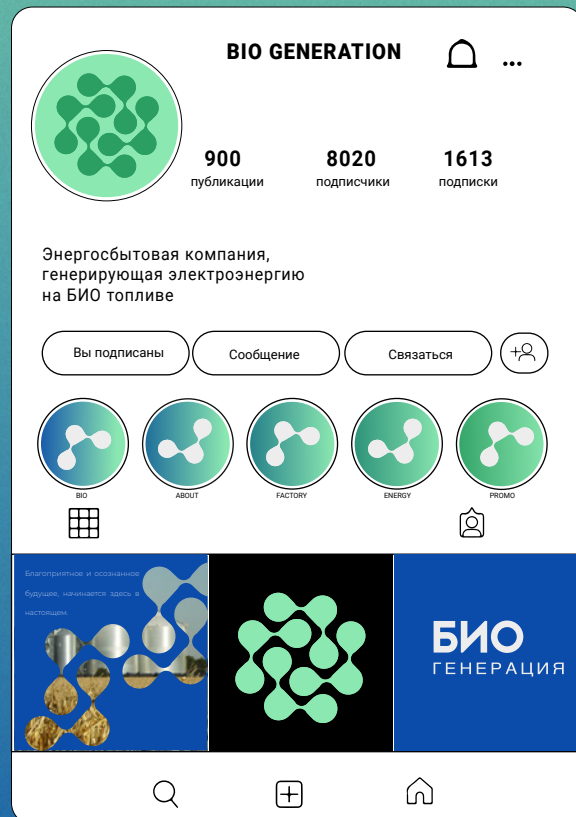 BIO GENERATION
...
900 8020 1613
публикации подписчики подписки
Энергосбытовая компания,
генерирующая электроэнергию
на БИО топливе
Вы подписаны Сообщение Связаться
BIO ABOUT FACTORY ENERGY PROMO
Благоприятное и осознанное
будущее, начинается здесь в
настоящем.
БИО
ГЕНЕРАЦИЯ